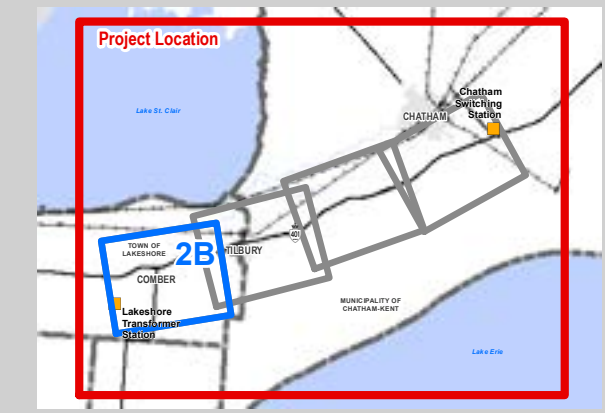 Project Location
Lake St. Clair
Chatham
Switching
Station
CHATHAM
401
TOWN OF
LAKESHORE
2B
TILBURY
COMBER
MUNICIPALITY OF
CHATHAM-KENT
Lakeshore
Transformer
Station
Lake Erie